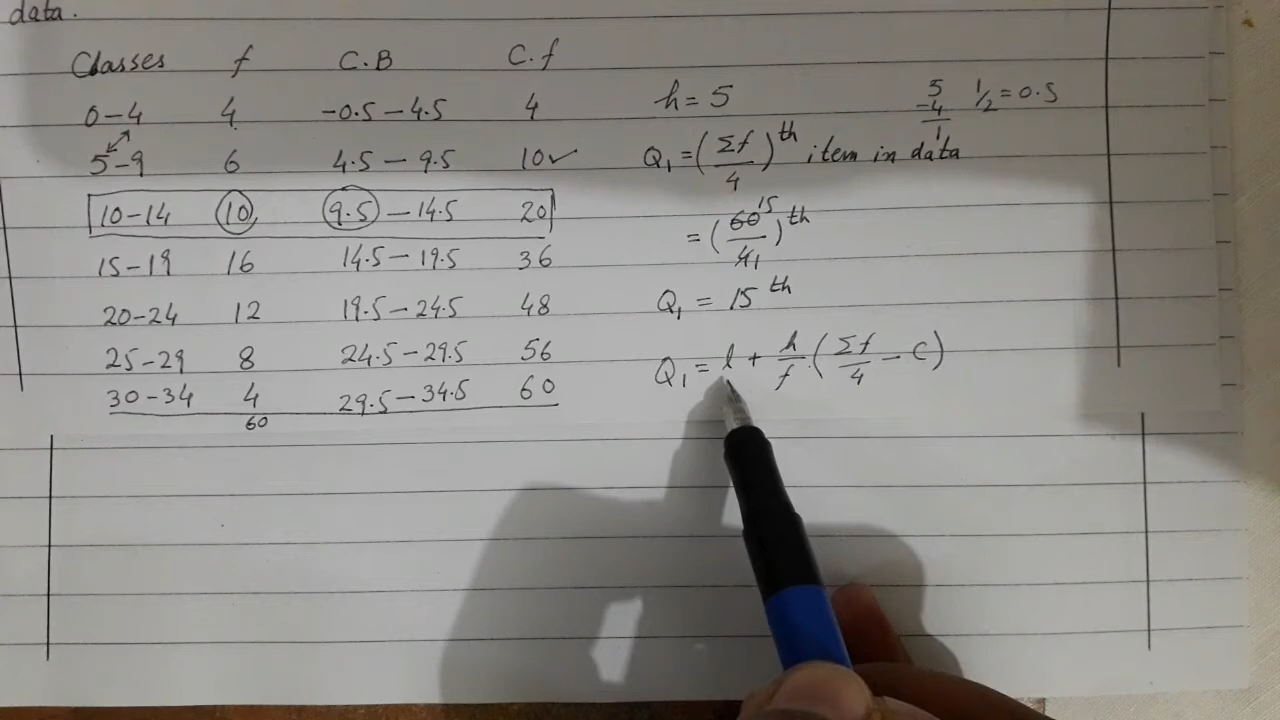 data.
Classes f C.B C.f
0-4 4 -0.5-4.5 4
5-9 6 4.5-9.5 10✓
10-14 10 9.5-14.5 20
15-19 16 14.5-19.5 36
20-24 12 19.5-24.5 48
25-29 8 24.5-29.5 56
30-34 4 29.5-34.5 60
60
h=5
5
-4
1
1/2=0.5
Q₁=(Σf/4)th item in data
=(60/4)th 15 1
Q₁=15th
Q₁=l+h/f.(Σf/4-C)